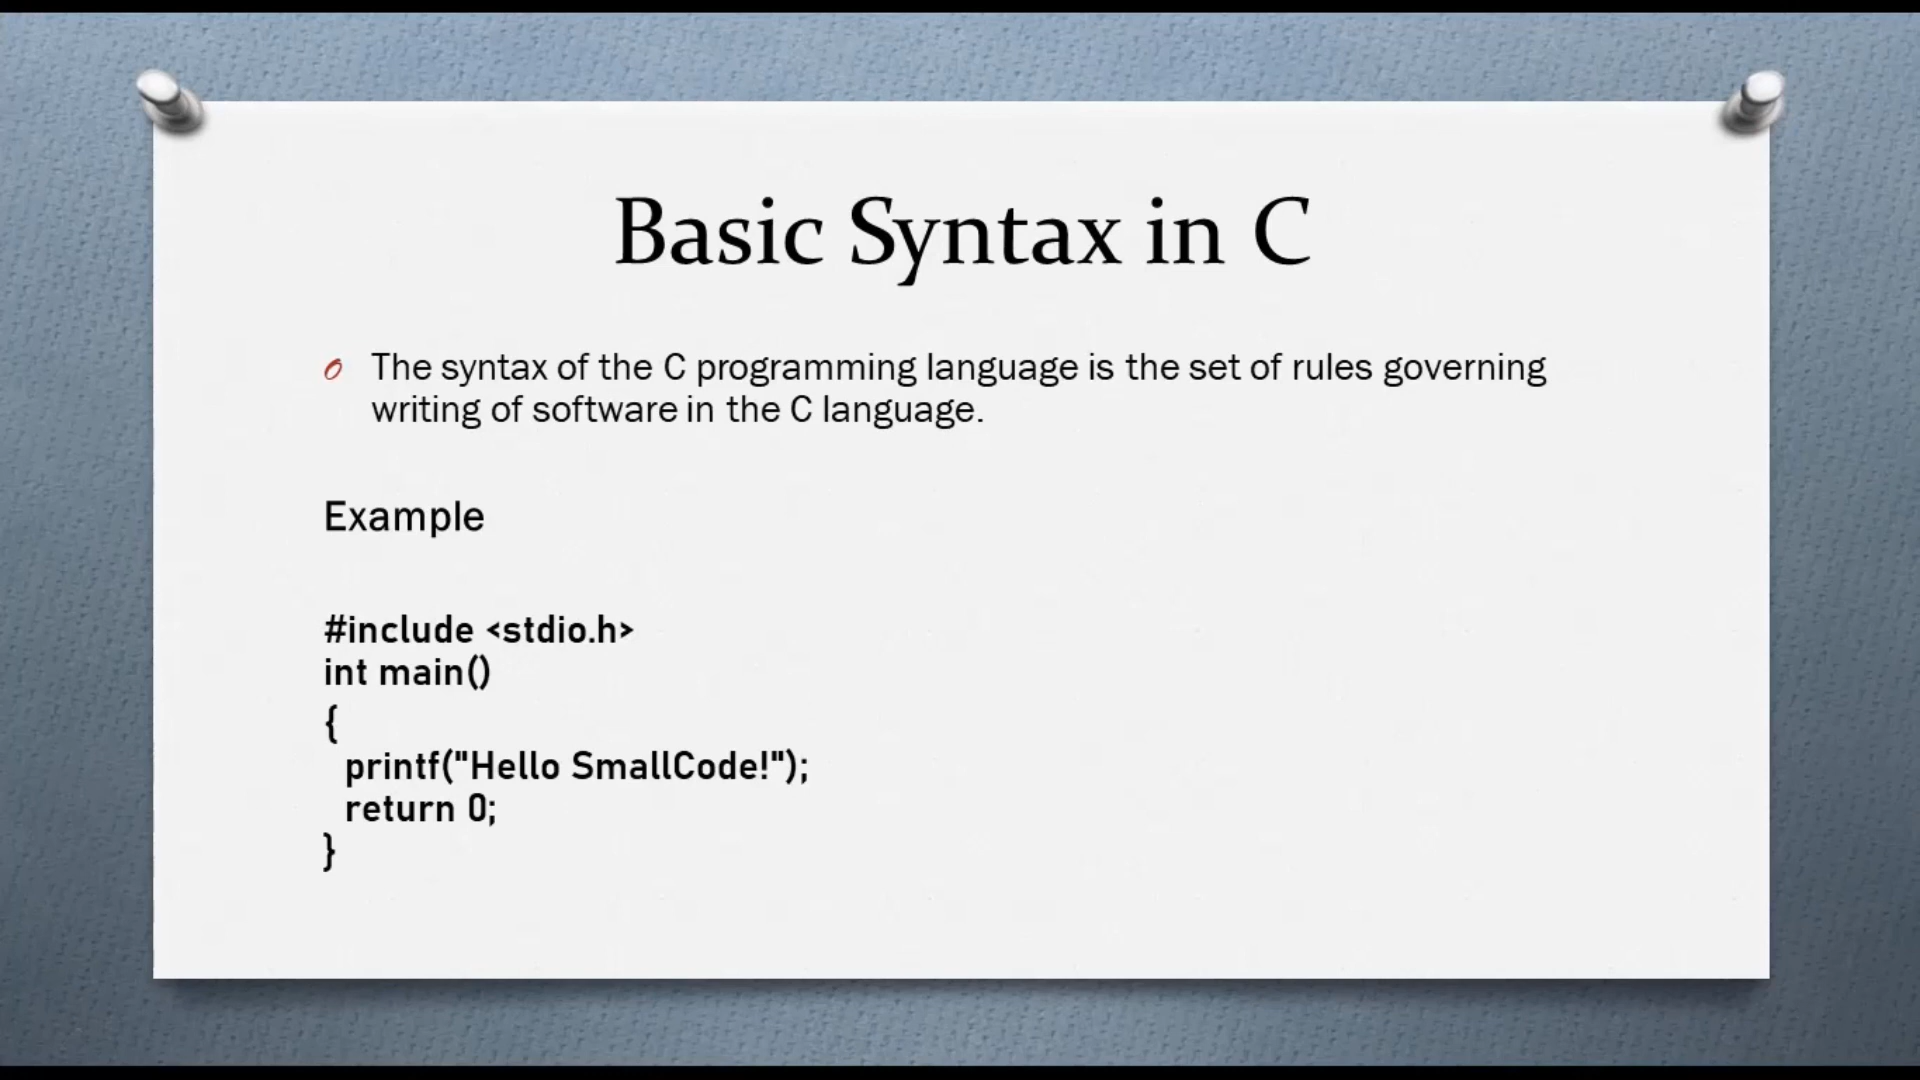 Basic Syntax in C
The syntax of the C programming language is the set of rules governing
writing of software in the C language.
Example
#include <stdio.h>
int main()
{
printf("Hello SmallCode!");
return 0;
}